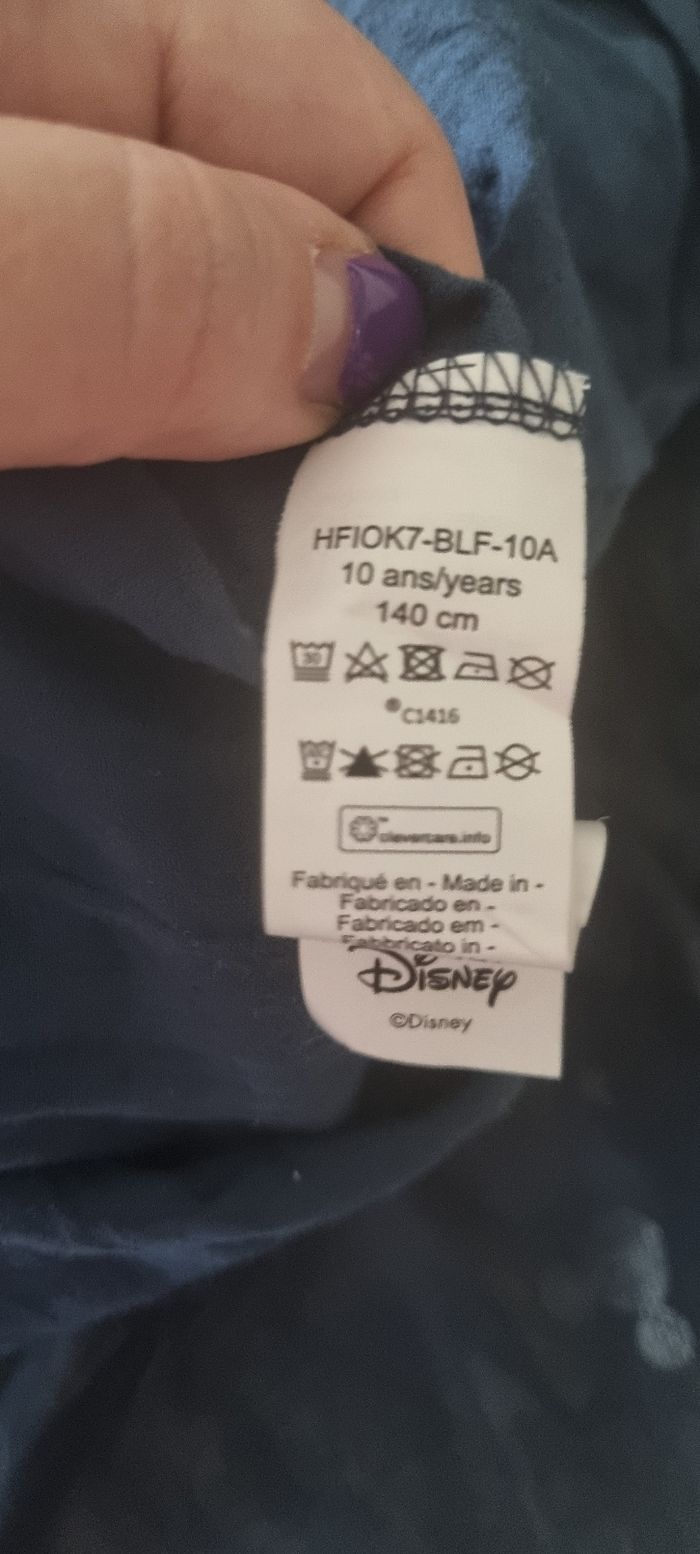 HFIOK7-BLF-10A
10 ans/years
140 cm
30
®C1416
clevercare.info
Fabriqué en - Made in -
Fabricado en -
Fabricado em -
Fabbricato in -
Disney
©Disney